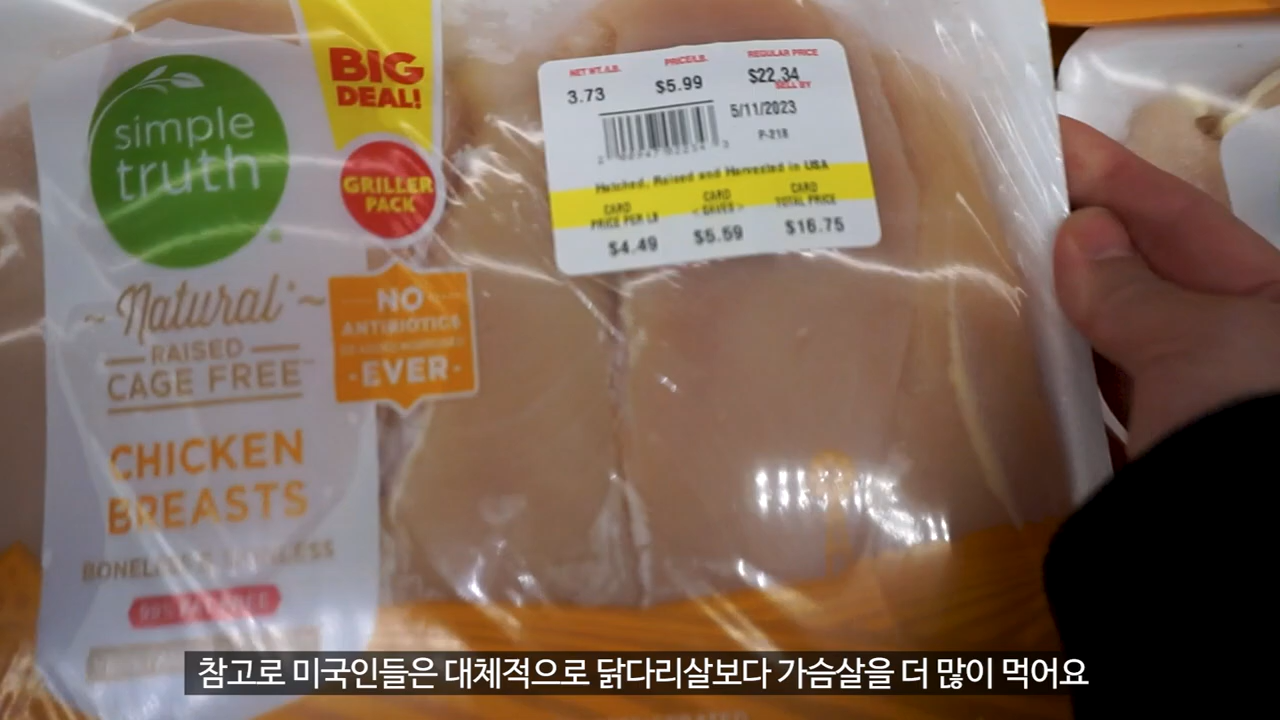 simple
truth
BIG
DEAL!
GRILLER
PACK
Natural
RAISED
CAGE FREE
NO
ANTIBIOTICS
EVER
CHICKEN
BREASTS
BONELESS & SKINLESS
NET WT./LB. PRICE/LB. REGULAR PRICE
3.73 $5.99 $22.34
SELL BY
5/11/2023
P-218
Hatched, Raised and Harvested in USA
CARD PRICE PER LB
CARD SAVES
CARD TOTAL PRICE
$4.49 $5.59 $16.75
참고로 미국인들은 대체적으로 닭다리살보다 가슴살을 더 많이 먹어요